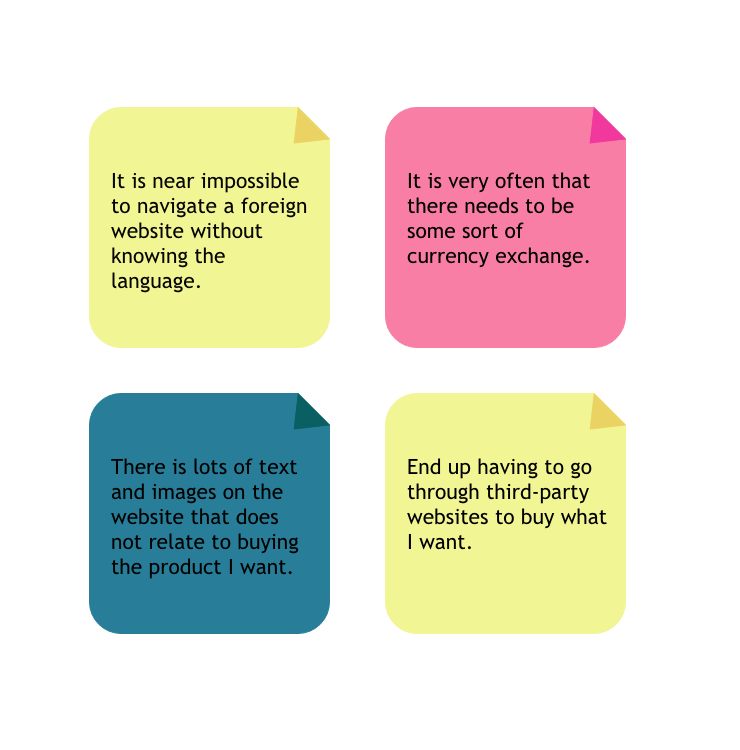 It is near impossible
to navigate a foreign
website without
knowing the
language.
It is very often that
there needs to be
some sort of
currency exchange.
There is lots of text
and images on the
website that does
not relate to buying
the product I want.
End up having to go
through third-party
websites to buy what
I want.